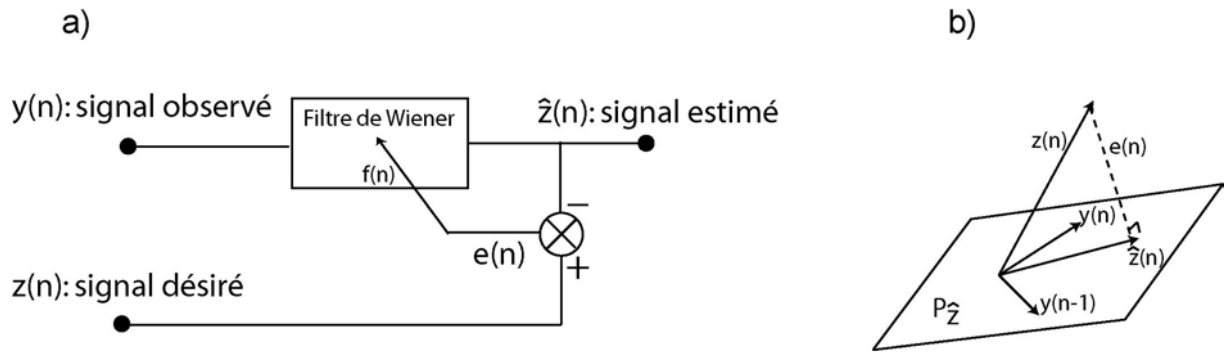 a)
y(n): signal observé
Filtre de Wiener
f(n)
ẑ(n): signal estimé
−
e(n)
+
z(n): signal désiré
b)
z(n)
e(n)
y(n)
ẑ(n)
y(n-1)
Pẑ